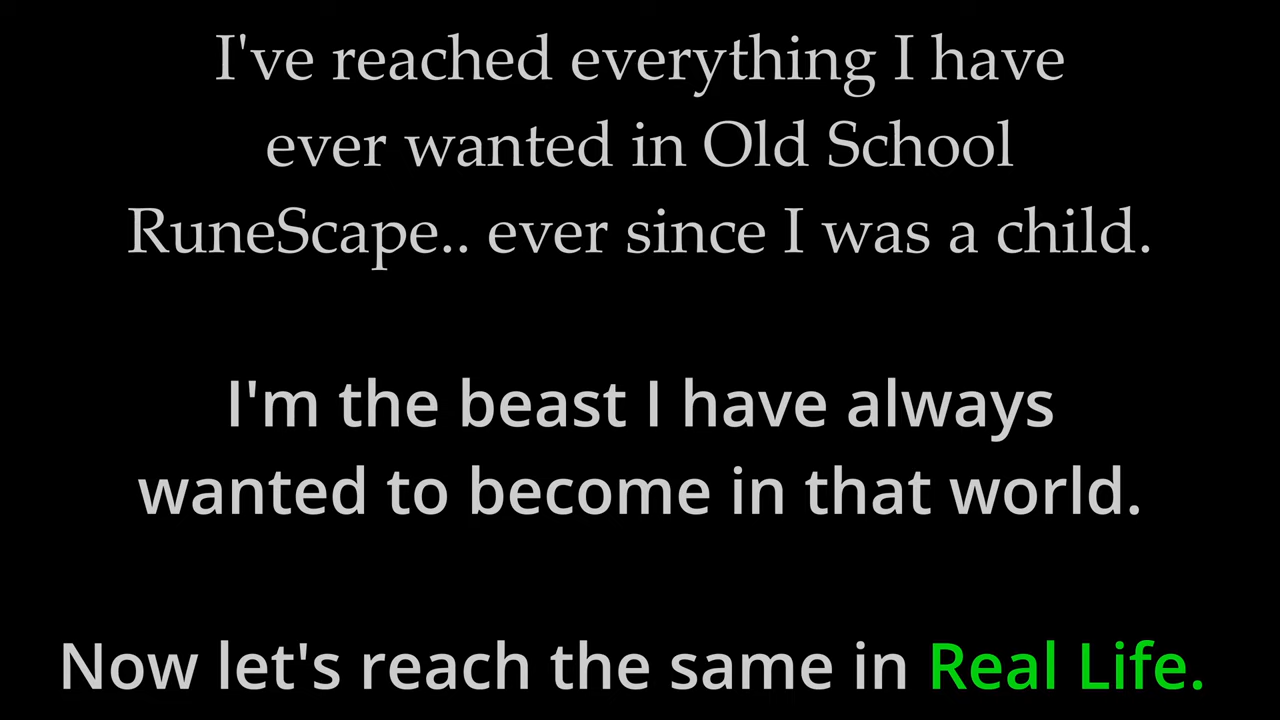 I've reached everything I have
ever wanted in Old School
RuneScape.. ever since I was a child.
I'm the beast I have always
wanted to become in that world.
Now let's reach the same in Real Life.